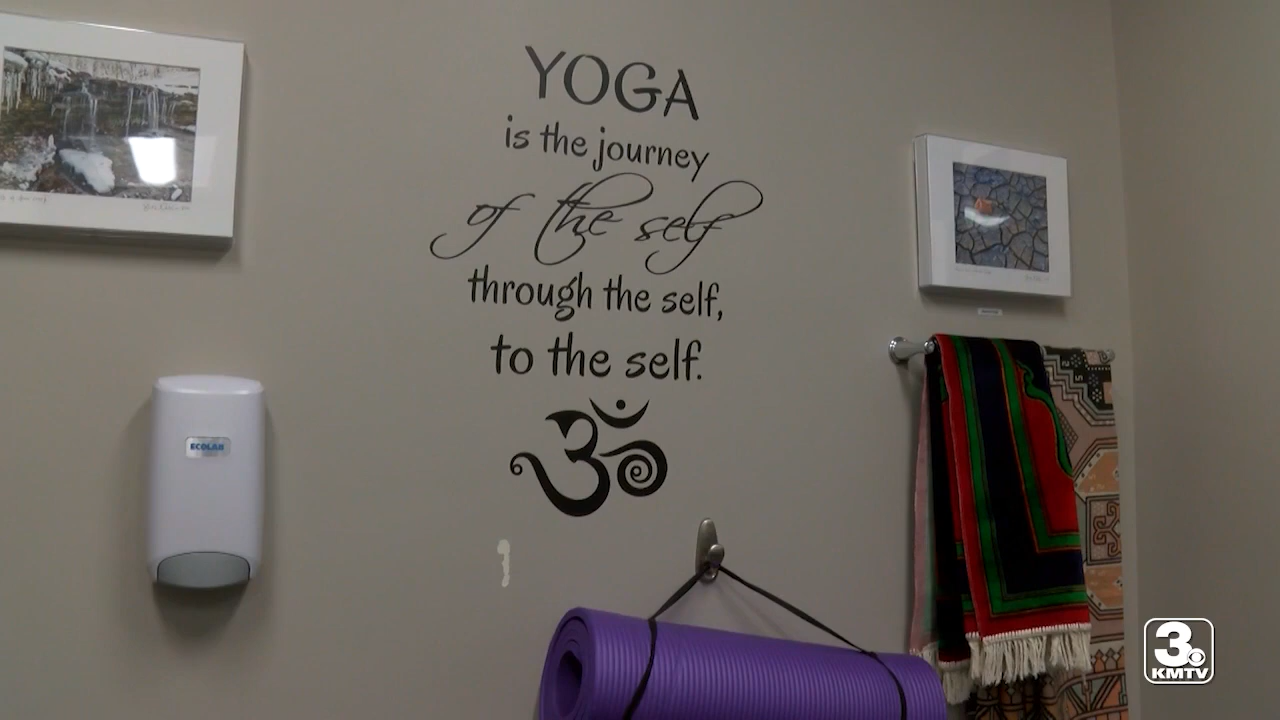 YOGA
is the journey
of the self
through the self,
to the self.
ॐ
ECOLAB
3
KMTV